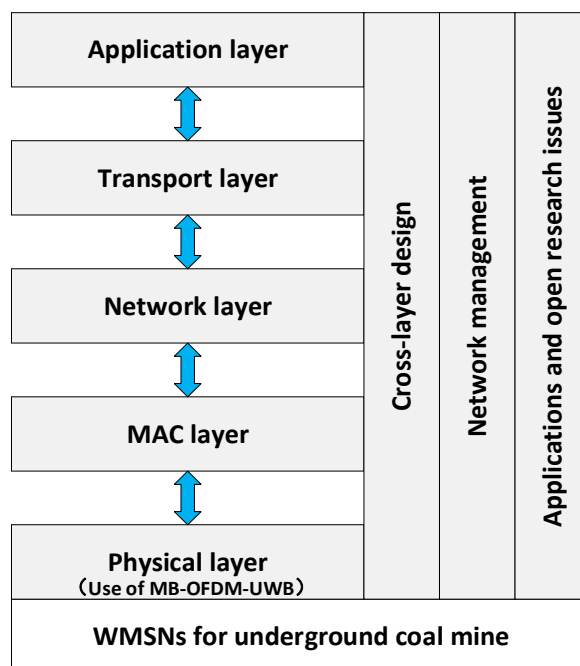 Application layer
Transport layer
Network layer
MAC layer
Physical layer
（Use of MB-OFDM-UWB）
Cross-layer design
Network management
Applications and open research issues
WMSNs for underground coal mine